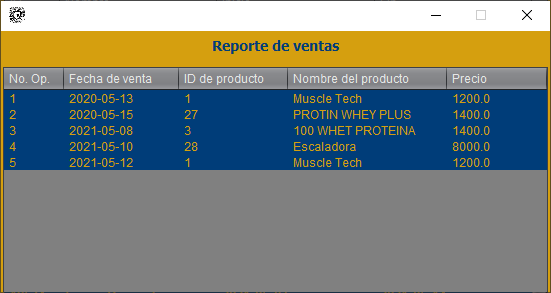 Reporte de ventas
No. Op. Fecha de venta ID de producto Nombre del producto Precio
1 2020-05-13 1 Muscle Tech 1200.0
2 2020-05-15 27 PROTIN WHEY PLUS 1400.0
3 2021-05-08 3 100 WHET PROTEINA 1400.0
4 2021-05-10 28 Escaladora 8000.0
5 2021-05-12 1 Muscle Tech 1200.0